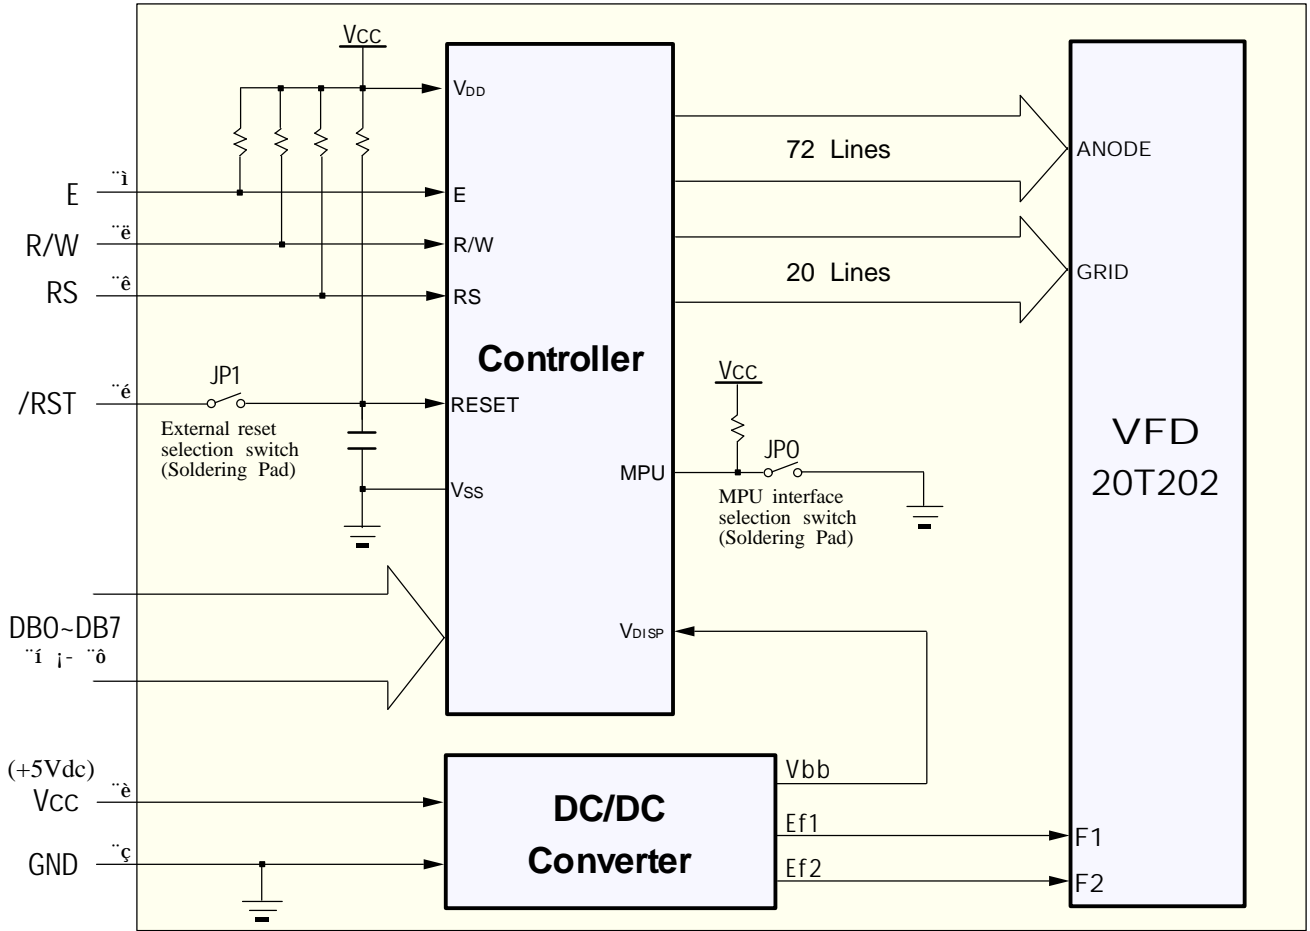 Vcc
VDD
72 Lines
ANODE
E ¨ì
E
R/W ¨ë
R/W
20 Lines
GRID
RS ¨ê
RS
Controller
/RST ¨é
JP1
RESET
External reset
selection switch
(Soldering Pad)
Vcc
JP0
MPU
MPU interface
selection switch
(Soldering Pad)
VFD
20T202
VSS
DB0~DB7
¨í ¡- ¨ô
VDISP
(+5Vdc)
Vcc ¨è
GND ¨ç
DC/DC
Converter
Vbb
Ef1
Ef2
F1
F2